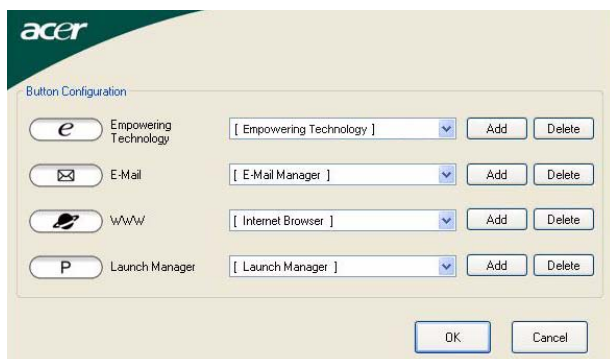 acer
Button Configuration
e Empowering Technology [ Empowering Technology ] Add Delete
E-Mail [ E-Mail Manager ] Add Delete
WWW [ Internet Browser ] Add Delete
P Launch Manager [ Launch Manager ] Add Delete
OK Cancel